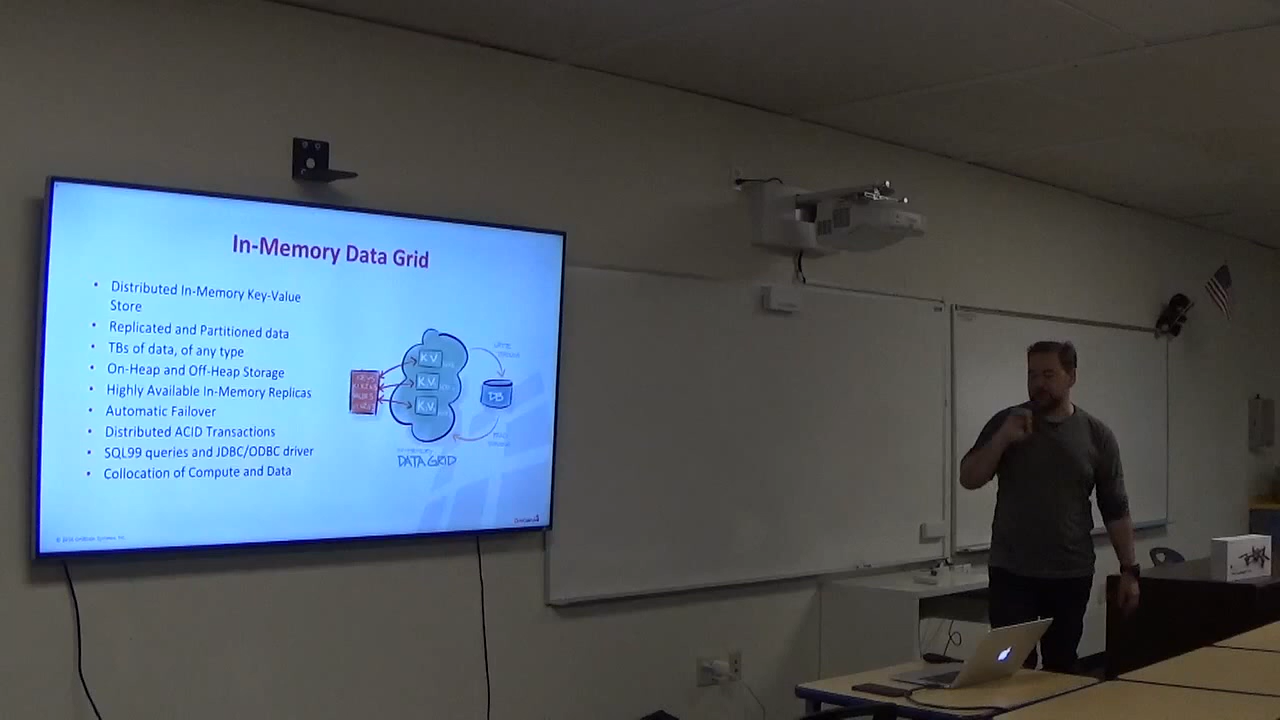 In-Memory Data Grid
• Distributed In-Memory Key-Value
Store
• Replicated and Partitioned data
• TBs of data, of any type
• On-Heap and Off-Heap Storage
• Highly Available In-Memory Replicas
• Automatic Failover
• Distributed ACID Transactions
• SQL99 queries and JDBC/ODBC driver
• Collocation of Compute and Data
K.V
K.V.
K.V.
DB
DATA GRID